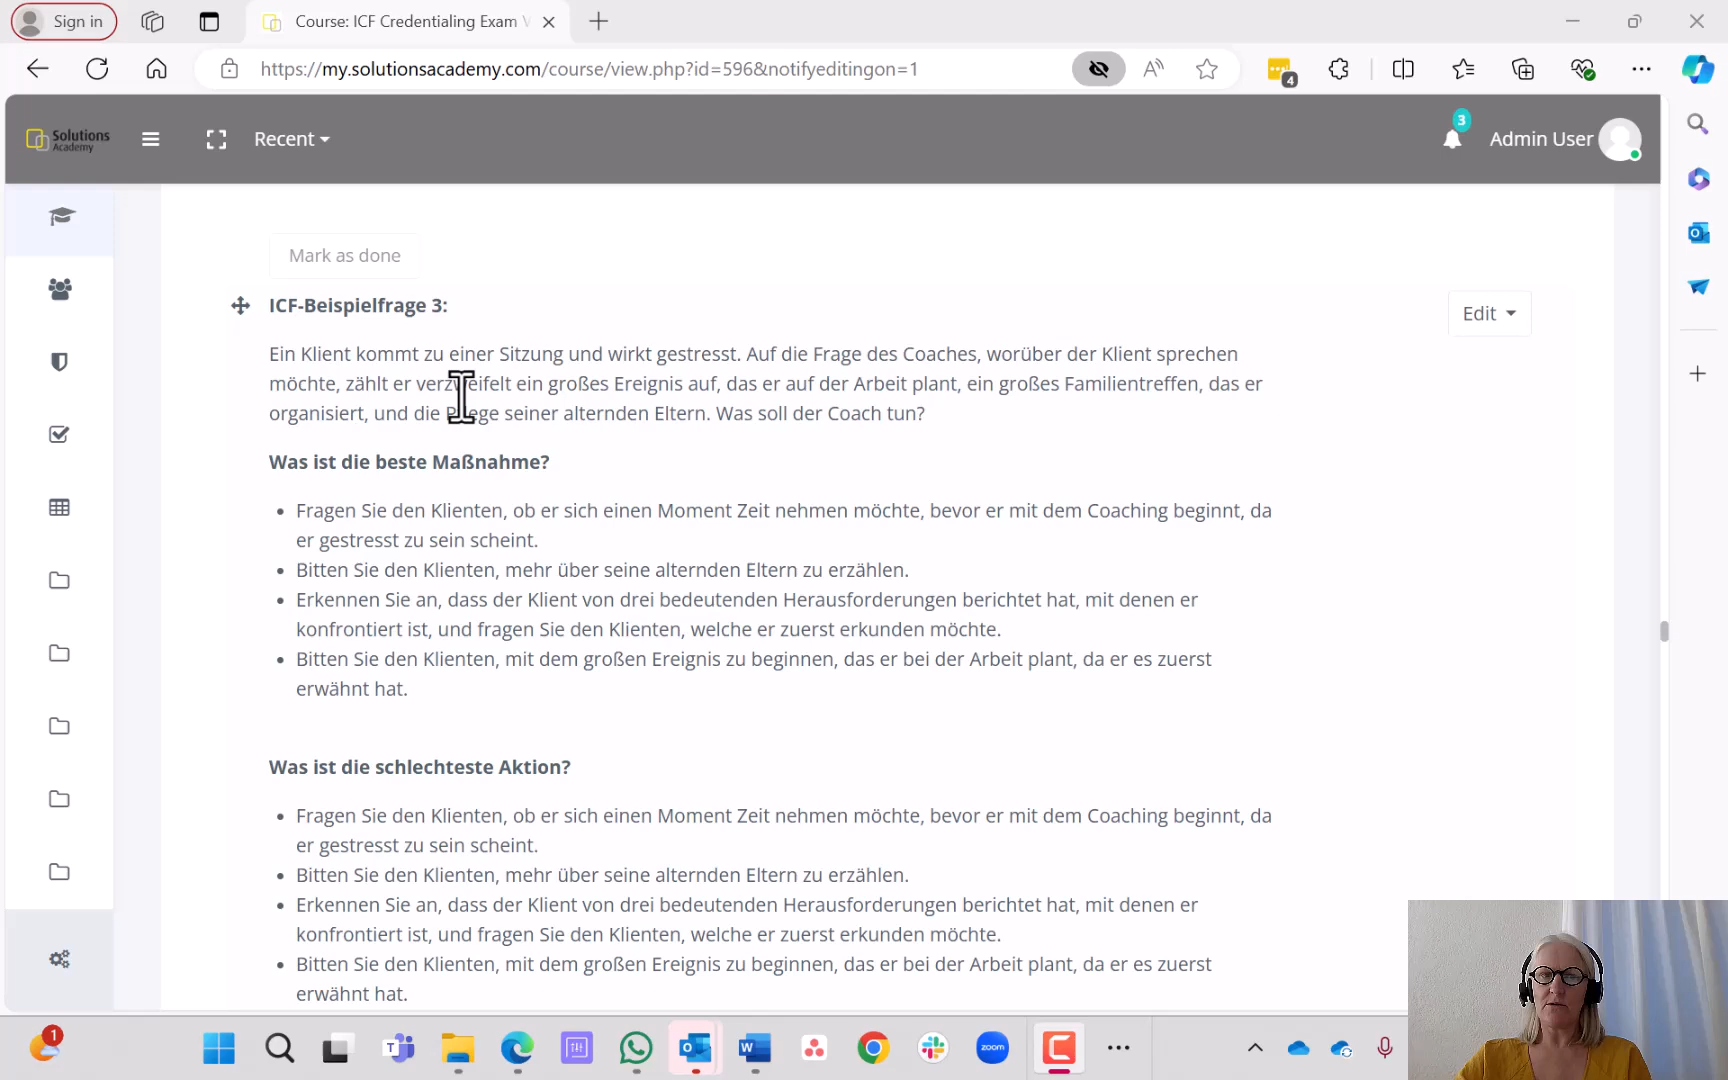 Sign in
Course: ICF Credentialing Exam
https://my.solutionsacademy.com/course/view.php?id=596&notifyeditingon=1
4
Solutions
Academy
Recent
3
Admin User
Mark as done
ICF-Beispielfrage 3:
Edit
Ein Klient kommt zu einer Sitzung und wirkt gestresst. Auf die Frage des Coaches, worüber der Klient sprechen
möchte, zählt er verzweifelt ein großes Ereignis auf, das er auf der Arbeit plant, ein großes Familientreffen, das er
organisiert, und die Pflege seiner alternden Eltern. Was soll der Coach tun?
Was ist die beste Maßnahme?
Fragen Sie den Klienten, ob er sich einen Moment Zeit nehmen möchte, bevor er mit dem Coaching beginnt, da
er gestresst zu sein scheint.
Bitten Sie den Klienten, mehr über seine alternden Eltern zu erzählen.
Erkennen Sie an, dass der Klient von drei bedeutenden Herausforderungen berichtet hat, mit denen er
konfrontiert ist, und fragen Sie den Klienten, welche er zuerst erkunden möchte.
Bitten Sie den Klienten, mit dem großen Ereignis zu beginnen, das er bei der Arbeit plant, da er es zuerst
erwähnt hat.
Was ist die schlechteste Aktion?
Fragen Sie den Klienten, ob er sich einen Moment Zeit nehmen möchte, bevor er mit dem Coaching beginnt, da
er gestresst zu sein scheint.
Bitten Sie den Klienten, mehr über seine alternden Eltern zu erzählen.
Erkennen Sie an, dass der Klient von drei bedeutenden Herausforderungen berichtet hat, mit denen er
konfrontiert ist, und fragen Sie den Klienten, welche er zuerst erkunden möchte.
Bitten Sie den Klienten, mit dem großen Ereignis zu beginnen, das er bei der Arbeit plant, da er es zuerst
erwähnt hat.
1
zoom